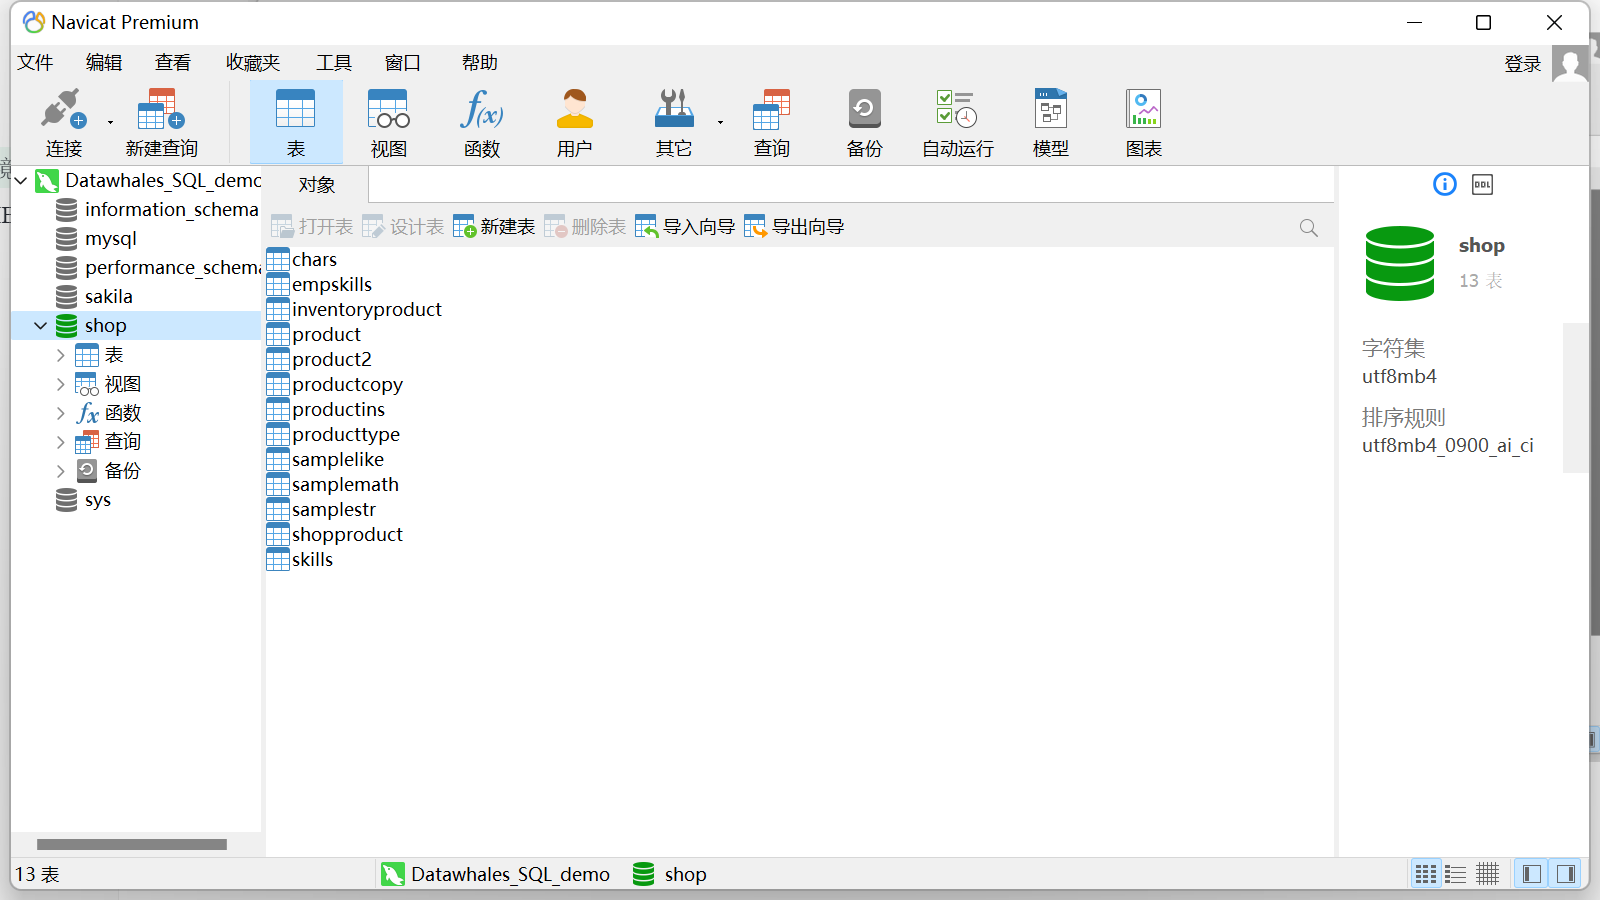 Navicat Premium
文件 编辑 查看 收藏夹 工具 窗口 帮助 登录
连接 新建查询 表 视图 函数 用户 其它 查询 备份 自动运行 模型 图表
Datawhales_SQL_demo
information_schema
mysql
performance_schema
sakila
shop
表
视图
函数
查询
备份
sys
对象
打开表 设计表 新建表 删除表 导入向导 导出向导
chars
empskills
inventoryproduct
product
product2
productcopy
productins
producttype
samplelike
samplemath
samplestr
shopproduct
skills
DDL
shop
13 表
字符集
utf8mb4
排序规则
utf8mb4_0900_ai_ci
13 表 Datawhales_SQL_demo shop